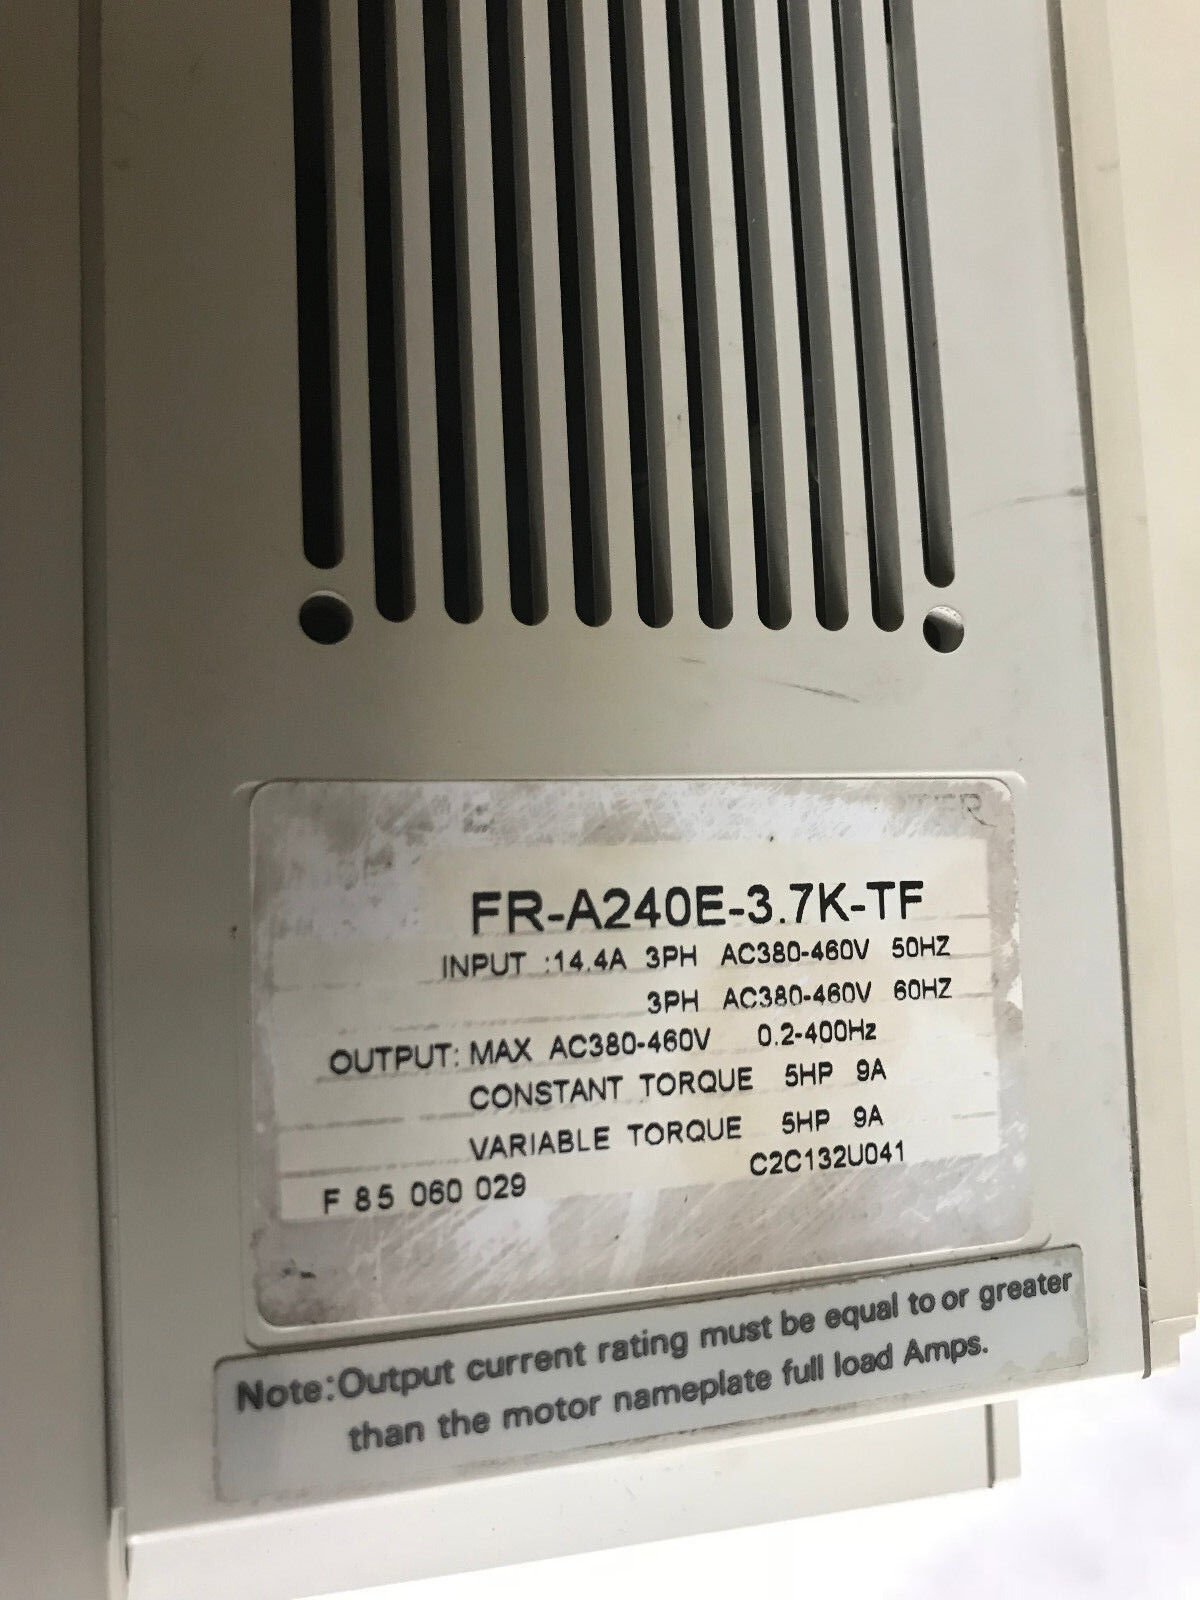 FR-A240E-3.7K-TF
INPUT :14.4A 3PH AC380-460V 50HZ
3PH AC380-460V 60HZ
OUTPUT: MAX AC380-460V 0.2-400Hz
CONSTANT TORQUE 5HP 9A
VARIABLE TORQUE 5HP 9A
C2C132U041
F 85 060 029
Note:Output current rating must be equal to or greater
than the motor nameplate full load Amps.